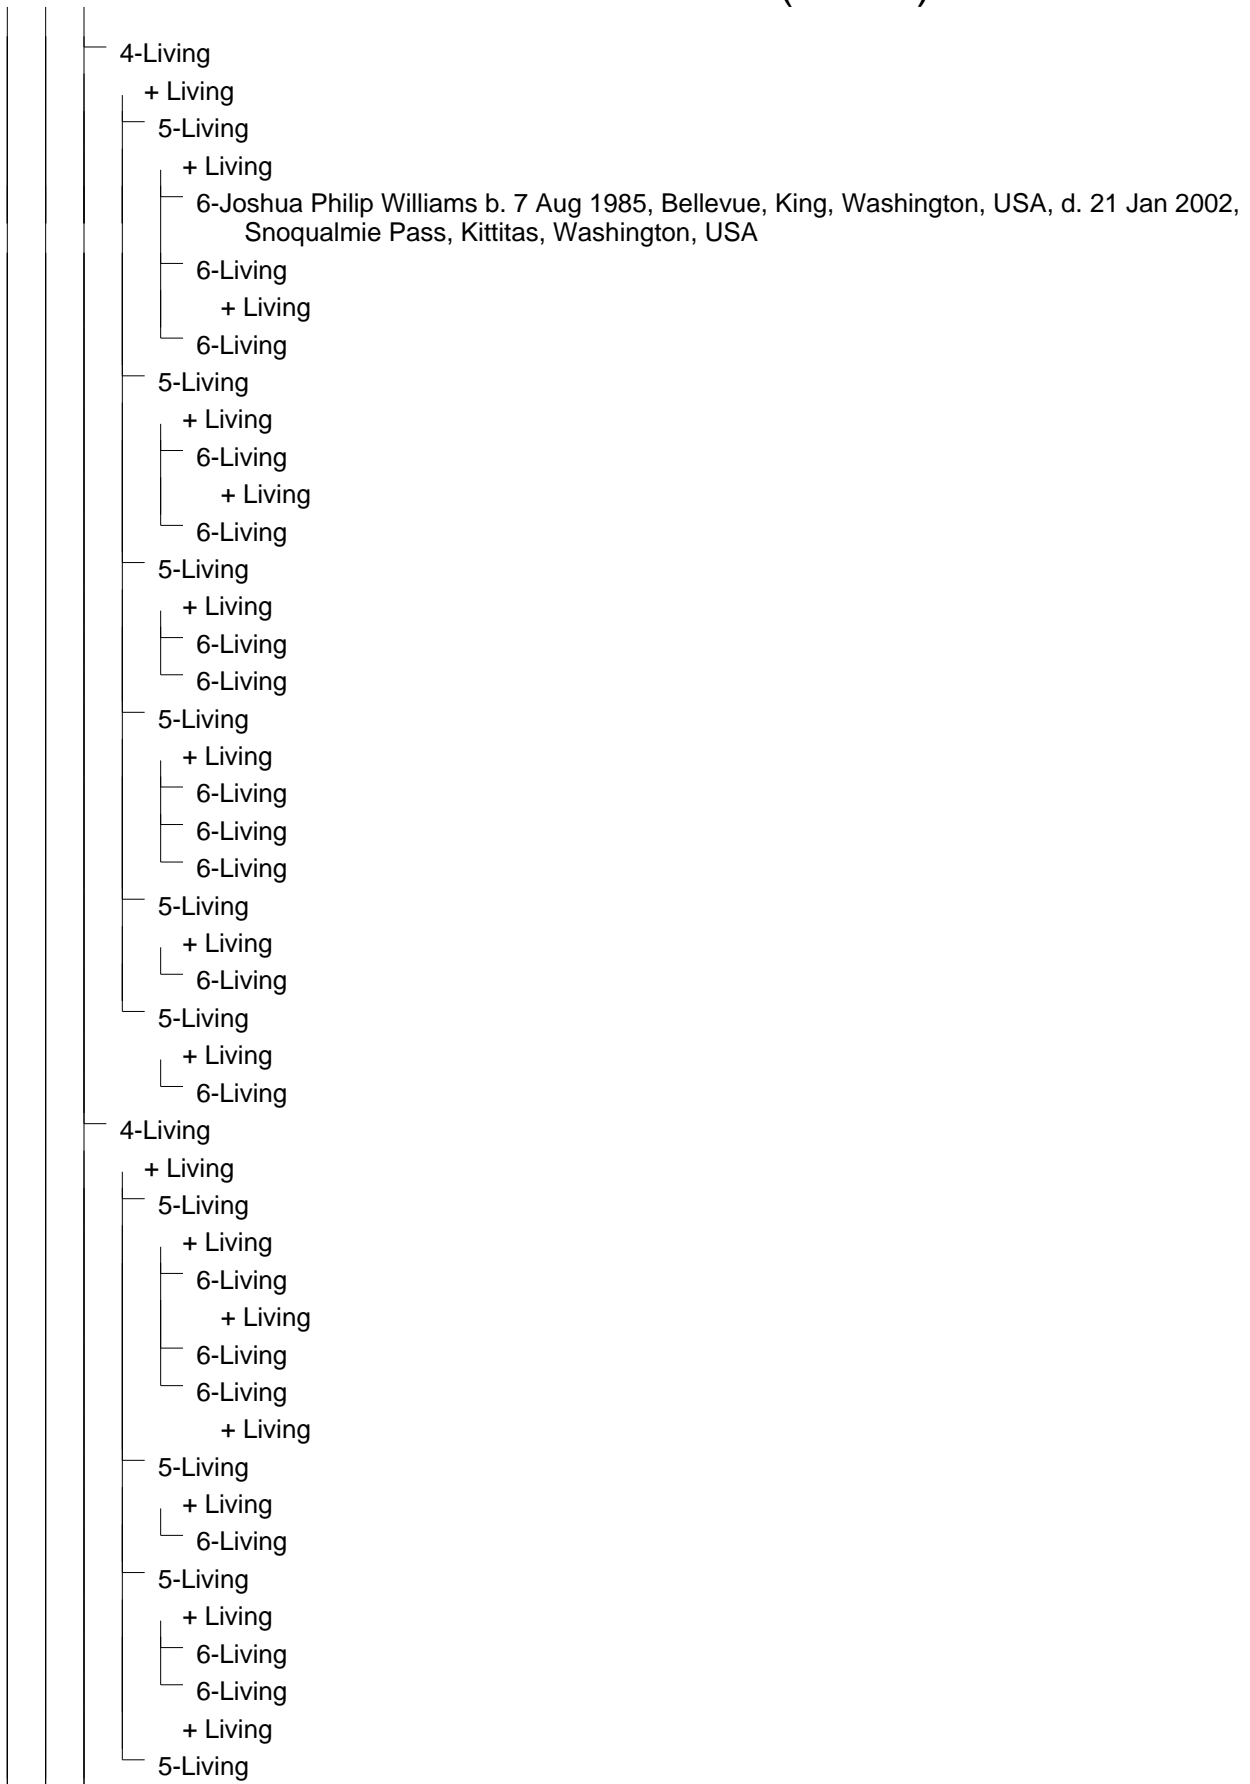 4-Living
+ Living
5-Living
+ Living
6-Joshua Philip Williams b. 7 Aug 1985, Bellevue, King, Washington, USA, d. 21 Jan 2002,
Snoqualmie Pass, Kittitas, Washington, USA
6-Living
+ Living
6-Living
5-Living
+ Living
6-Living
+ Living
6-Living
5-Living
+ Living
6-Living
6-Living
5-Living
+ Living
6-Living
6-Living
6-Living
5-Living
+ Living
6-Living
5-Living
+ Living
6-Living
4-Living
+ Living
5-Living
+ Living
6-Living
+ Living
6-Living
6-Living
+ Living
5-Living
+ Living
6-Living
5-Living
+ Living
6-Living
6-Living
+ Living
5-Living